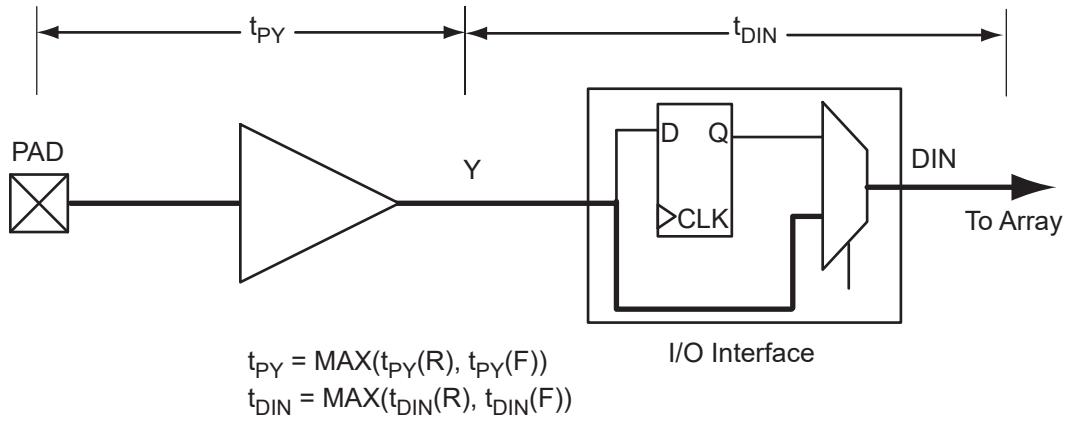 tPY
tDIN
PAD
Y
D Q
CLK
DIN
To Array
I/O Interface
tPY = MAX(tPY(R), tPY(F))
tDIN = MAX(tDIN(R), tDIN(F))